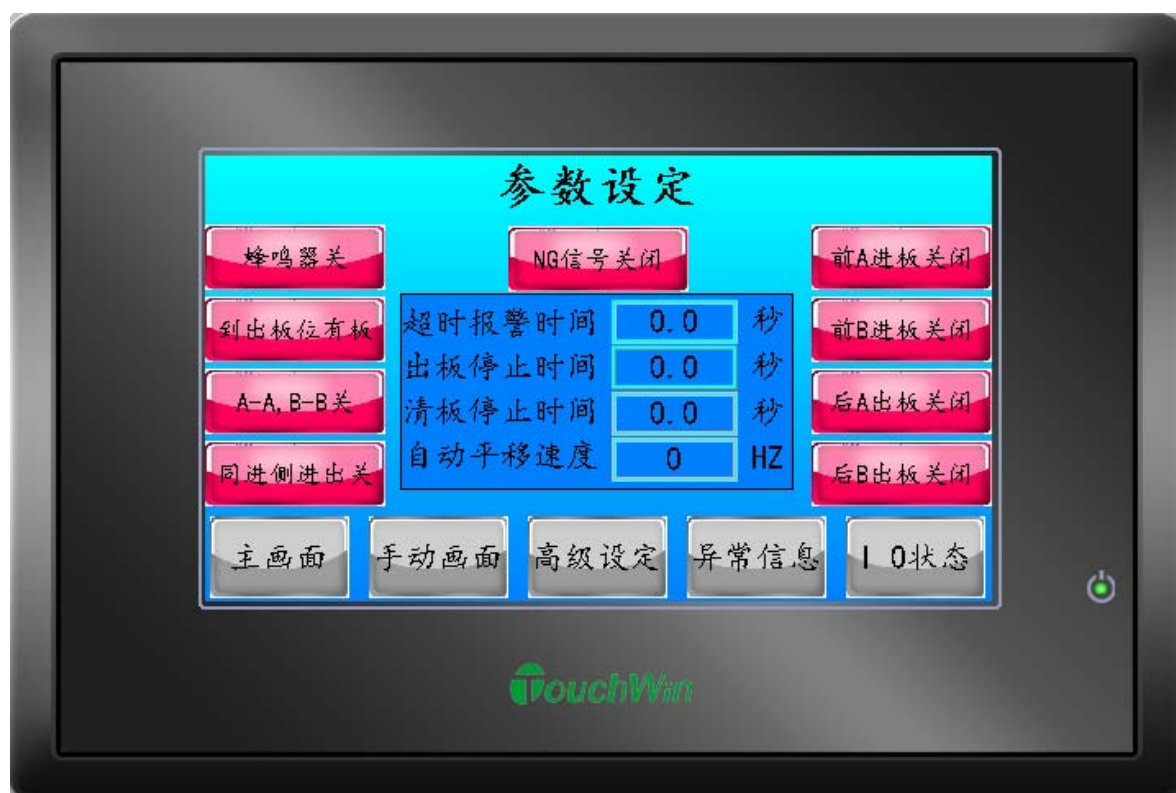 参数设定
蜂鸣器关
NG信号关闭
前A进板关闭
到出板位有板
超时报警时间 0.0 秒
前B进板关闭
出板停止时间 0.0 秒
A-A,B-B关
清板停止时间 0.0 秒
后A出板关闭
同进侧进出关
自动平移速度 0 HZ
后B出板关闭
主画面
手动画面
高级设定
异常信息
IO状态
TouchWin